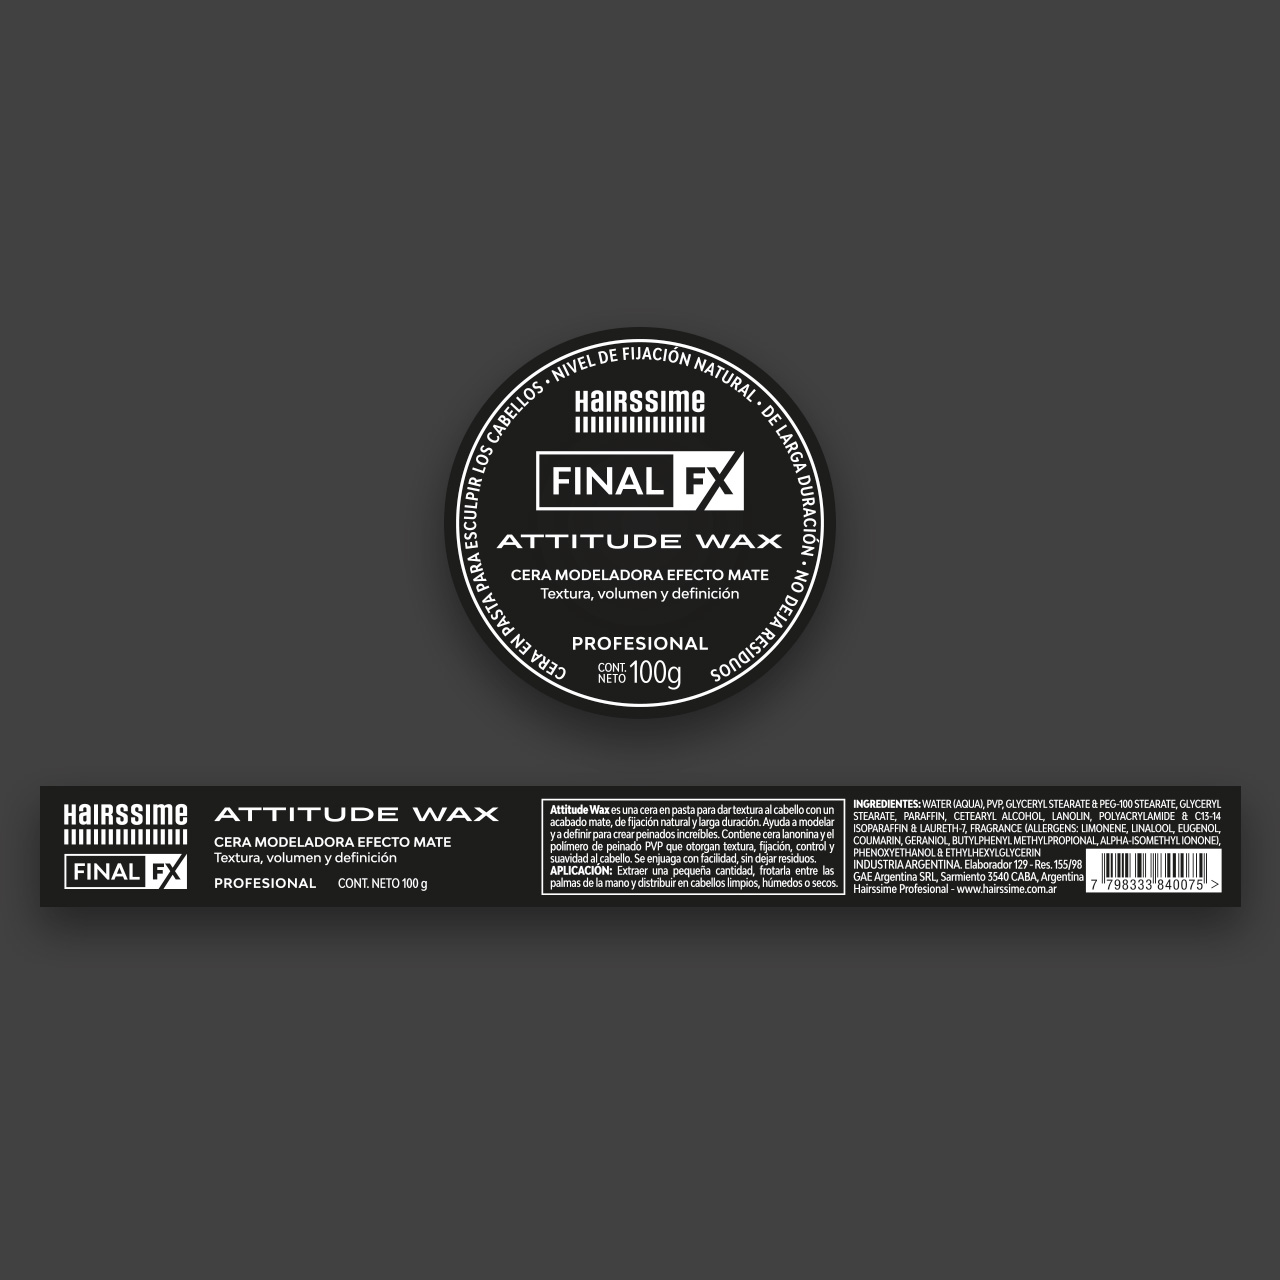 CERA EN PASTA PARA ESCULPIR LOS CABELLOS • NIVEL DE FIJACIÓN NATURAL • DE LARGA DURACIÓN • NO DEJA RESIDUOS
HAIRSSIME
FINAL FX
ATTITUDE WAX
CERA MODELADORA EFECTO MATE
Textura, volumen y definición
PROFESIONAL
CONT. NETO 100g
HAIRSSIME
FINAL FX
ATTITUDE WAX
CERA MODELADORA EFECTO MATE
Textura, volumen y definición
PROFESIONAL CONT. NETO 100 g
Attitude Wax es una cera en pasta para dar textura al cabello con un
acabado mate, de fijación natural y larga duración. Ayuda a modelar
y a definir para crear peinados increíbles. Contiene cera lanonina y el
polímero de peinado PVP que otorgan textura, fijación, control y
suavidad al cabello. Se enjuaga con facilidad, sin dejar residuos.
APLICACIÓN: Extraer una pequeña cantidad, frotarla entre las
palmas de la mano y distribuir en cabellos limpios, húmedos o secos.
INGREDIENTES: WATER (AQUA), PVP, GLYCERYL STEARATE & PEG-100 STEARATE, GLYCERYL
STEARATE, PARAFFIN, CETEARYL ALCOHOL, LANOLIN, POLYACRYLAMIDE & C13-14
ISOPARAFFIN & LAURETH-7, FRAGRANCE (ALLERGENS: LIMONENE, LINALOOL, EUGENOL,
COUMARIN, GERANIOL, BUTYLPHENYL METHYLPROPIONAL, ALPHA-ISOMETHYL IONONE),
PHENOXYETHANOL & ETHYLHEXYLGLYCERIN
INDUSTRIA ARGENTINA. Elaborador 129 - Res. 155/98
GAE Argentina SRL, Sarmiento 3540 CABA, Argentina
Hairssime Profesional - www.hairssime.com.ar
7 798333 840075 >